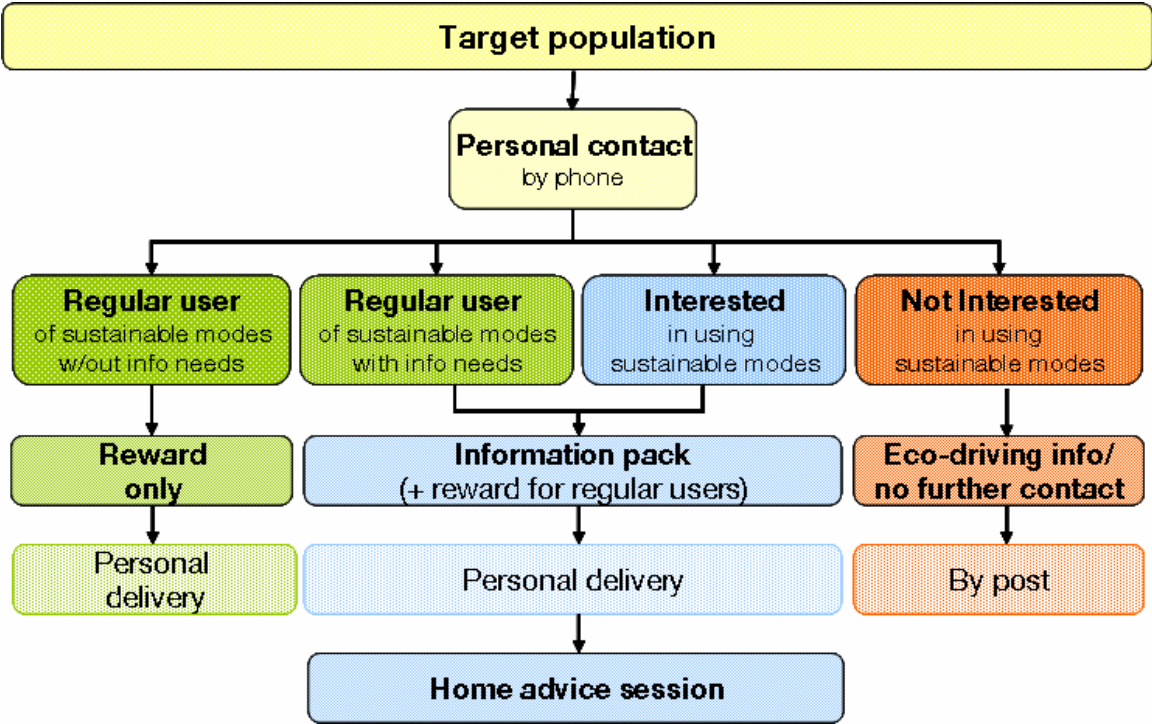 Target population
Personal contact
by phone
Regular user
of sustainable modes
w/out info needs
Regular user
of sustainable modes
with info needs
Interested
in using
sustainable modes
Not Interested
in using
sustainable modes
Reward
only
Information pack
(+ reward for regular users)
Eco-driving info/
no further contact
Personal
delivery
Personal delivery
By post
Home advice session